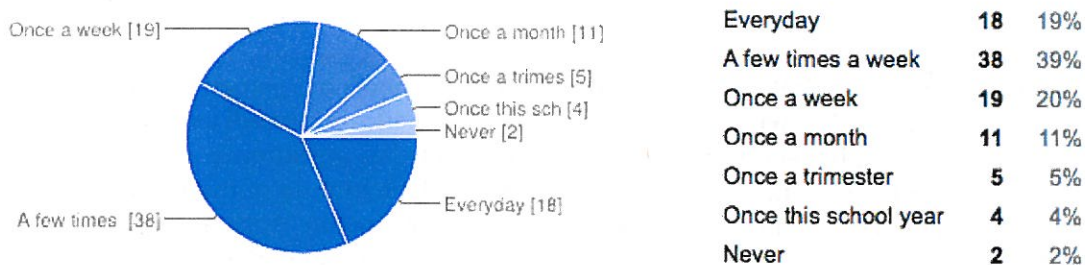 Once a week [19]
Once a month [11]
Once a trimes [5]
Once this sch [4]
Never [2]
A few times [38]
Everyday [18]
Everyday 18 19%
A few times a week 38 39%
Once a week 19 20%
Once a month 11 11%
Once a trimester 5 5%
Once this school year 4 4%
Never 2 2%